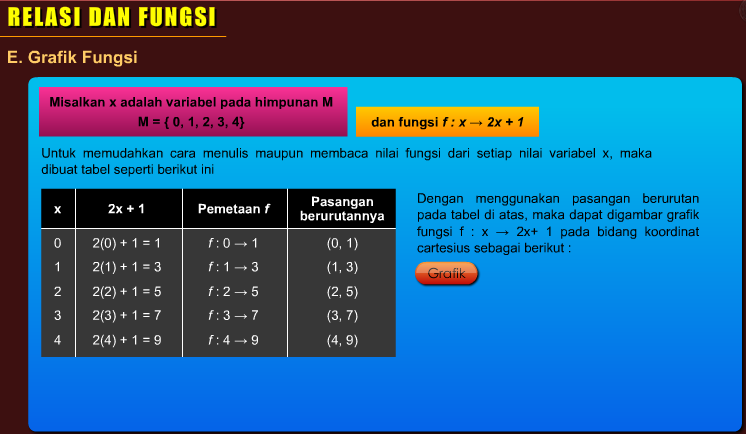 RELASI DAN FUNGSI
E. Grafik Fungsi
Misalkan x adalah variabel pada himpunan M
M = { 0, 1, 2, 3, 4}
dan fungsi f : x → 2x + 1
Untuk memudahkan cara menulis maupun membaca nilai fungsi dari setiap nilai variabel x, maka
dibuat tabel seperti berikut ini
x 2x + 1 Pemetaan f Pasangan berurutannya
0 2(0) + 1 = 1 f : 0 → 1 (0, 1)
1 2(1) + 1 = 3 f : 1 → 3 (1, 3)
2 2(2) + 1 = 5 f : 2 → 5 (2, 5)
3 2(3) + 1 = 7 f : 3 → 7 (3, 7)
4 2(4) + 1 = 9 f : 4 → 9 (4, 9)
Dengan menggunakan pasangan berurutan
pada tabel di atas, maka dapat digambar grafik
fungsi f : x → 2x+ 1 pada bidang koordinat
cartesius sebagai berikut :
Grafik